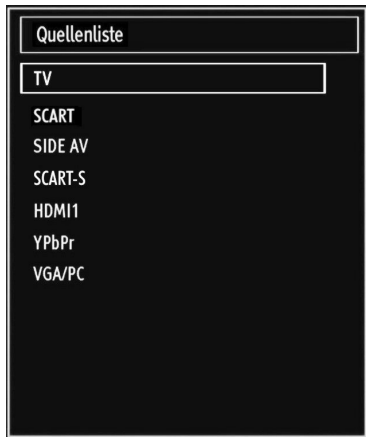 Quellenliste
TV
SCART
SIDE AV
SCART-S
HDMI1
YPbPr
VGA/PC